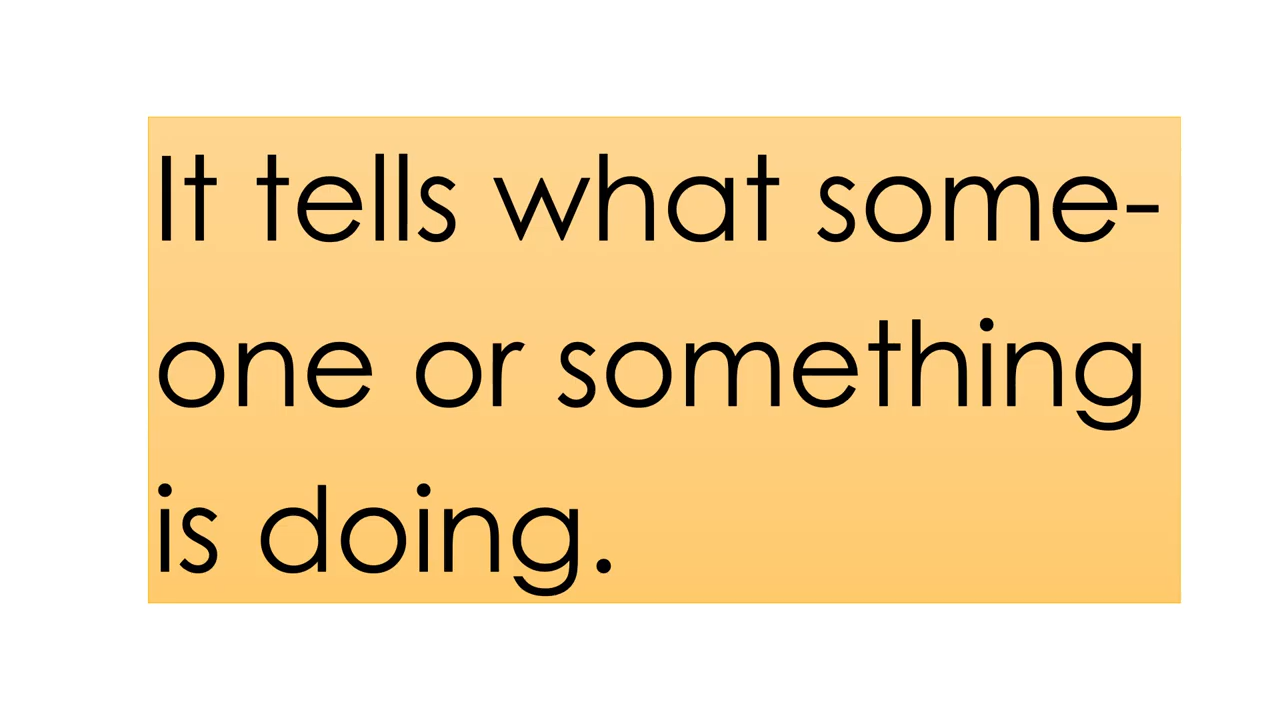 It tells what some-
one or something
is doing.